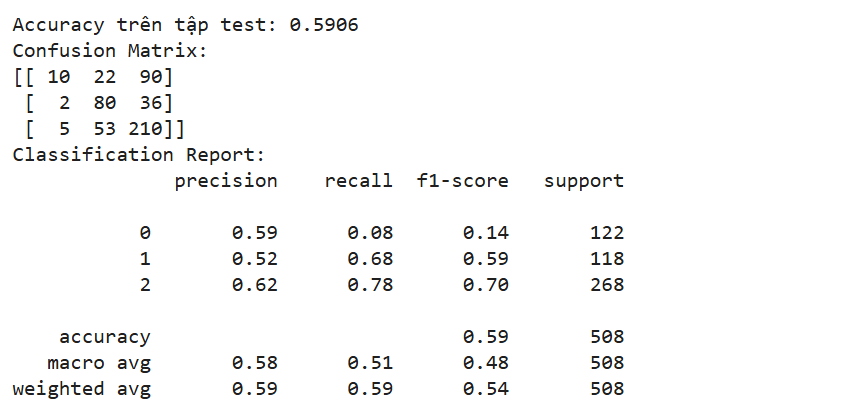 Accuracy trên tập test: 0.5906
Confusion Matrix:
[[ 10  22  90]
 [  2  80  36]
 [  5  53 210]]
Classification Report:
              precision    recall  f1-score   support

           0       0.59      0.08      0.14       122
           1       0.52      0.68      0.59       118
           2       0.62      0.78      0.70       268

    accuracy                           0.59       508
   macro avg       0.58      0.51      0.48       508
weighted avg       0.59      0.59      0.54       508